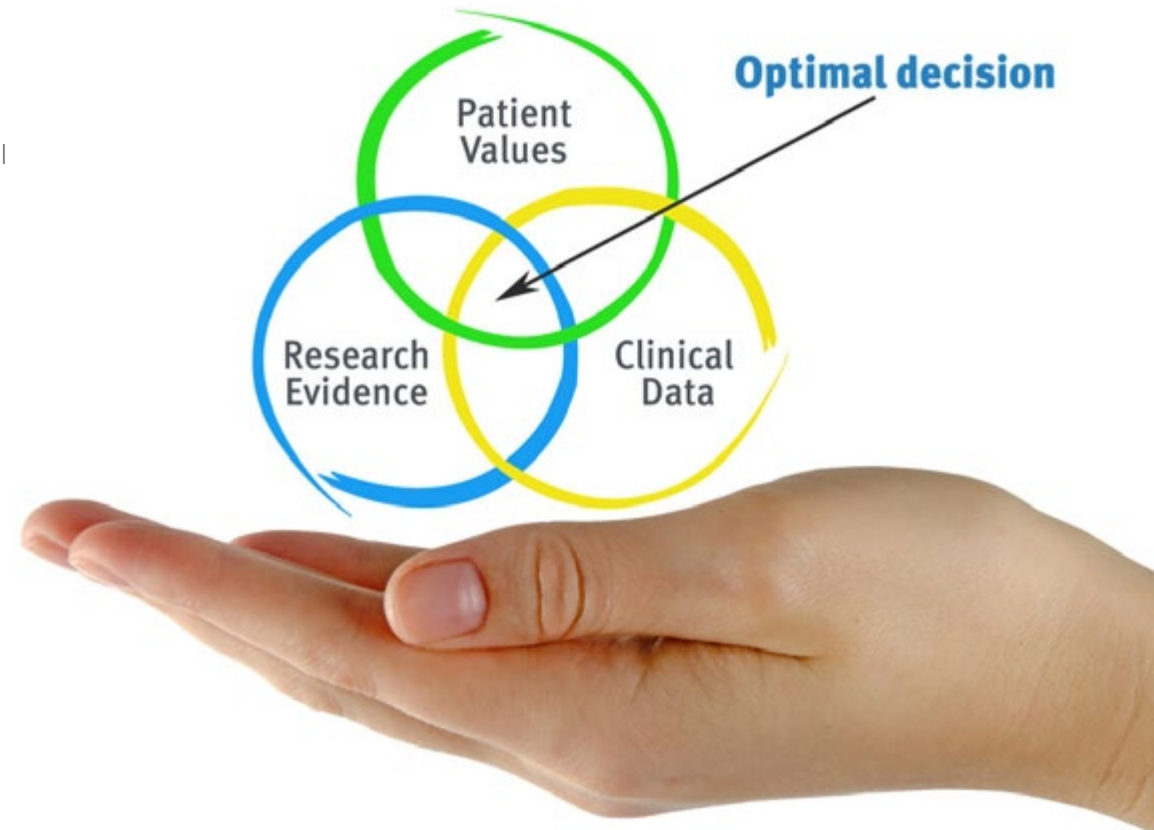 Optimal decision
Patient
Values
Research
Evidence
Clinical
Data